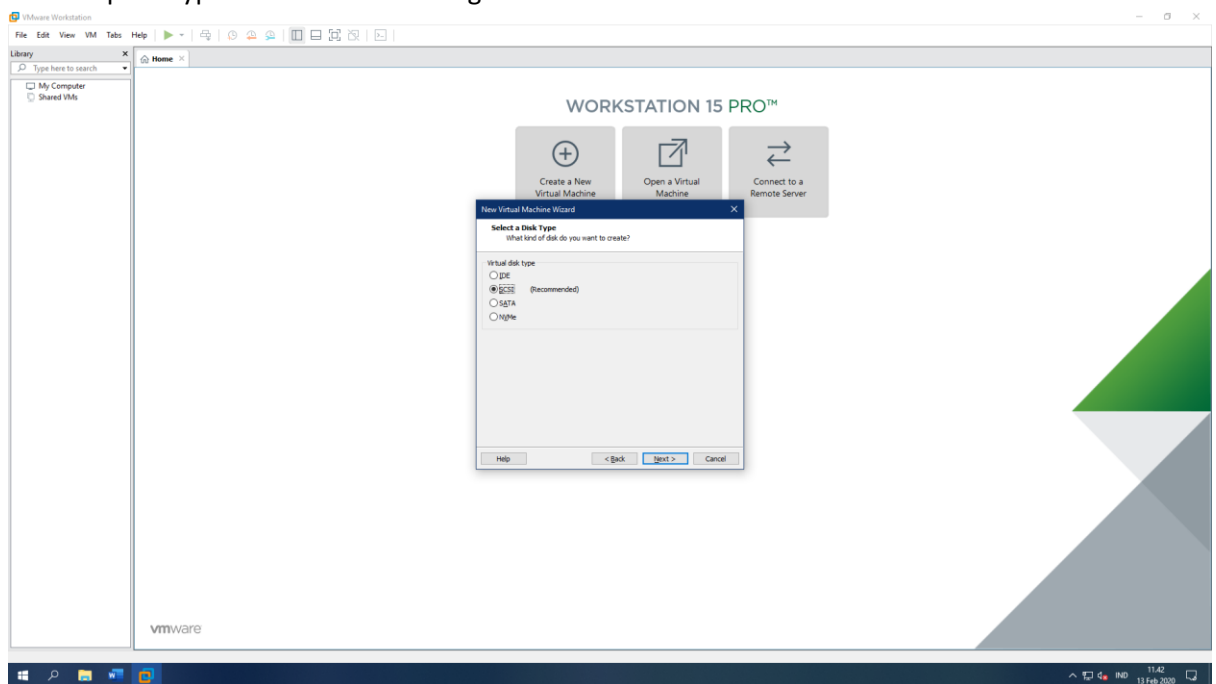 VMware Workstation
File Edit View VM Tabs Help
Library
Type here to search
Home
My Computer
Shared VMs
WORKSTATION 15 PRO™
Create a New Virtual Machine
Open a Virtual Machine
Connect to a Remote Server
New Virtual Machine Wizard
Select a Disk Type
What kind of disk do you want to create?
Virtual disk type
IDE
SCSI (Recommended)
SATA
NVMe
Help < Back Next > Cancel
vmware
IND
11.42
13 Feb 2020